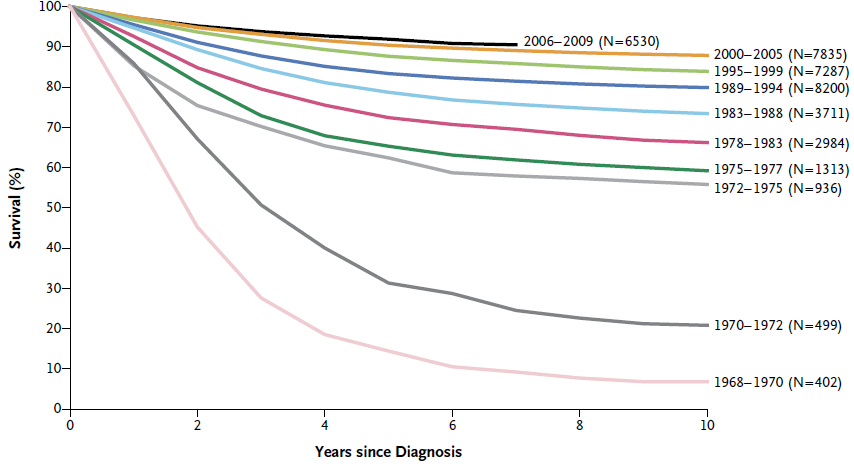 100
90
80
70
60
50
40
30
20
10
0
Survival (%)
0 2 4 6 8 10
Years since Diagnosis
2006–2009 (N=6530)
2000–2005 (N=7835)
1995–1999 (N=7287)
1989–1994 (N=8200)
1983–1988 (N=3711)
1978–1983 (N=2984)
1975–1977 (N=1313)
1972–1975 (N=936)
1970–1972 (N=499)
1968–1970 (N=402)